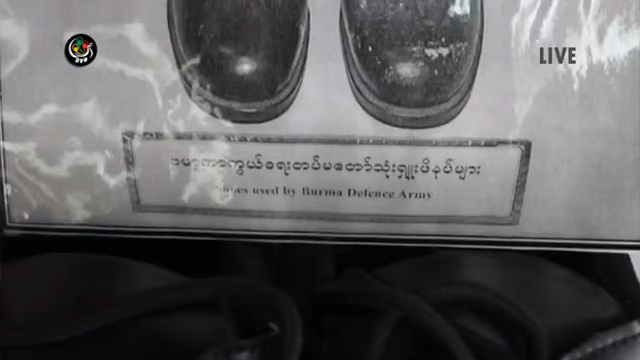 LIVE
ဗမာ့ကာကွယ်ရေးတပ်မတော်သုံးရှူးဖိနပ်များ
Shoes used by Burma Defence Army